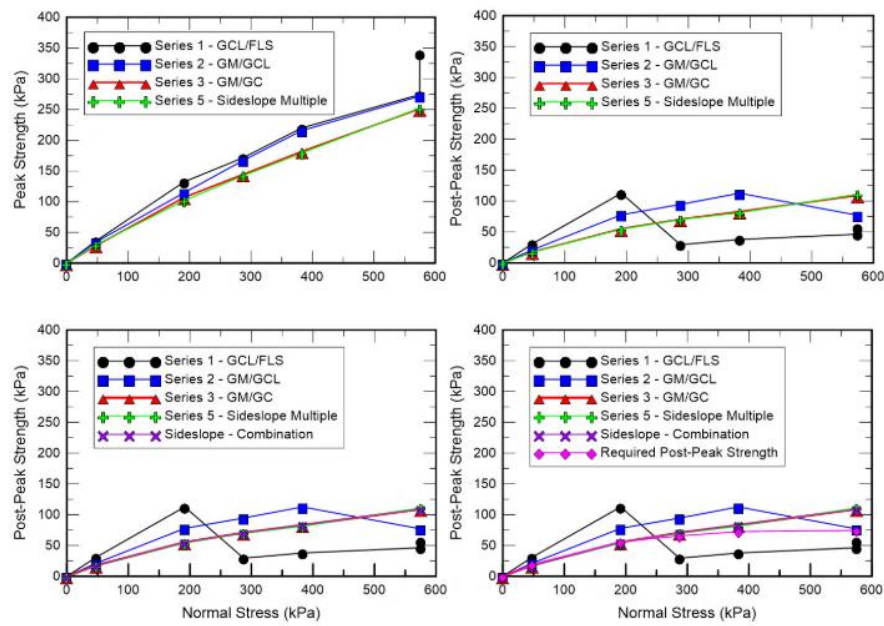 400
350
300
250
200
150
100
50
0
Peak Strength (kPa)
Series 1 - GCL/FLS
Series 2 - GM/GCL
Series 3 - GM/GC
Series 5 - Sideslope Multiple
0 100 200 300 400 500 600
400
350
300
250
200
150
100
50
0
Post-Peak Strength (kPa)
Series 1 - GCL/FLS
Series 2 - GM/GCL
Series 3 - GM/GC
Series 5 - Sideslope Multiple
0 100 200 300 400 500 600
400
350
300
250
200
150
100
50
0
Post-Peak Strength (kPa)
Series 1 - GCL/FLS
Series 2 - GM/GCL
Series 3 - GM/GC
Series 5 - Sideslope Multiple
Sideslope - Combination
0 100 200 300 400 500 600
Normal Stress (kPa)
400
350
300
250
200
150
100
50
0
Post-Peak Strength (kPa)
Series 1 - GCL/FLS
Series 2 - GM/GCL
Series 3 - GM/GC
Series 5 - Sideslope Multiple
Sideslope - Combination
Required Post-Peak Strength
0 100 200 300 400 500 600
Normal Stress (kPa)